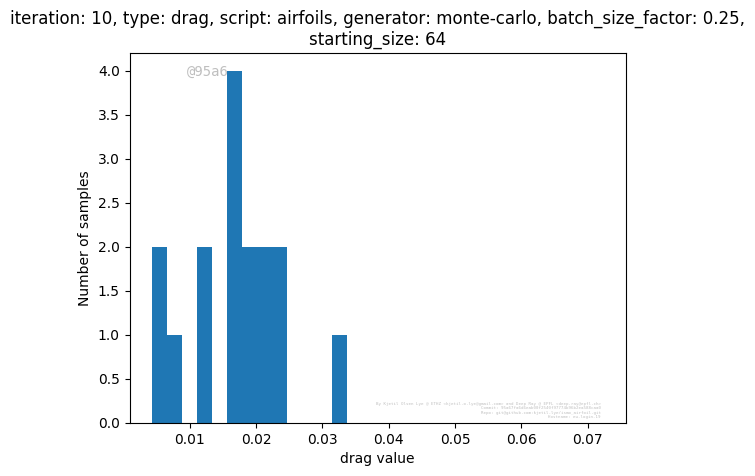 iteration: 10, type: drag, script: airfoils, generator: monte-carlo, batch_size_factor: 0.25,
starting_size: 64
@95a6
4.0
3.5
3.0
2.5
2.0
1.5
1.0
0.5
0.0
Number of samples
0.01 0.02 0.03 0.04 0.05 0.06 0.07
drag value